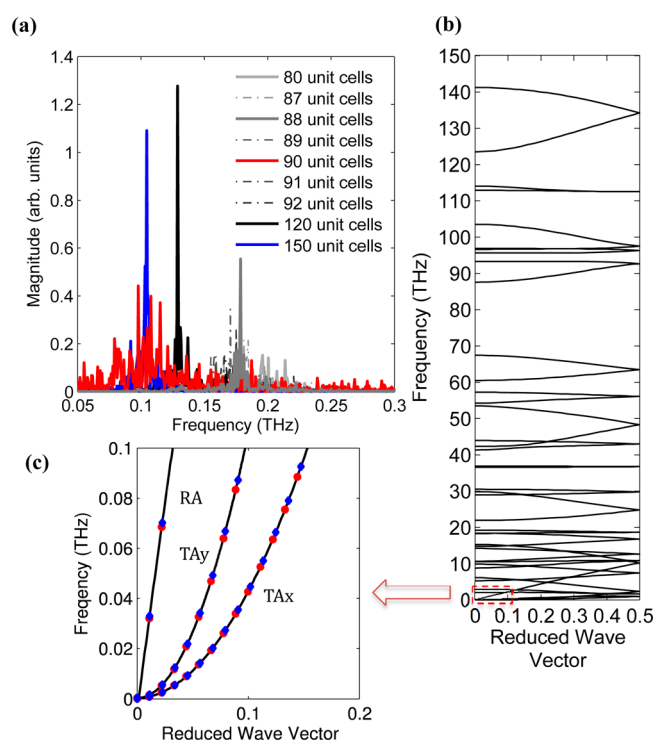 (a)
1.4
1.2
1
0.8
0.6
0.4
0.2
0
Magnitude (arb. units)
80 unit cells
87 unit cells
88 unit cells
89 unit cells
90 unit cells
91 unit cells
92 unit cells
120 unit cells
150 unit cells
0.05 0.1 0.15 0.2 0.25 0.3
Frequency (THz)
(b)
150
140
130
120
110
100
90
80
70
60
50
40
30
20
10
0
Frequency (THz)
0 0.1 0.2 0.3 0.4 0.5
Reduced Wave
Vector
(c)
0.1
0.08
0.06
0.04
0.02
0
Freqency (THz)
RA
TAy
TAx
0 0.1 0.2
Reduced Wave Vector